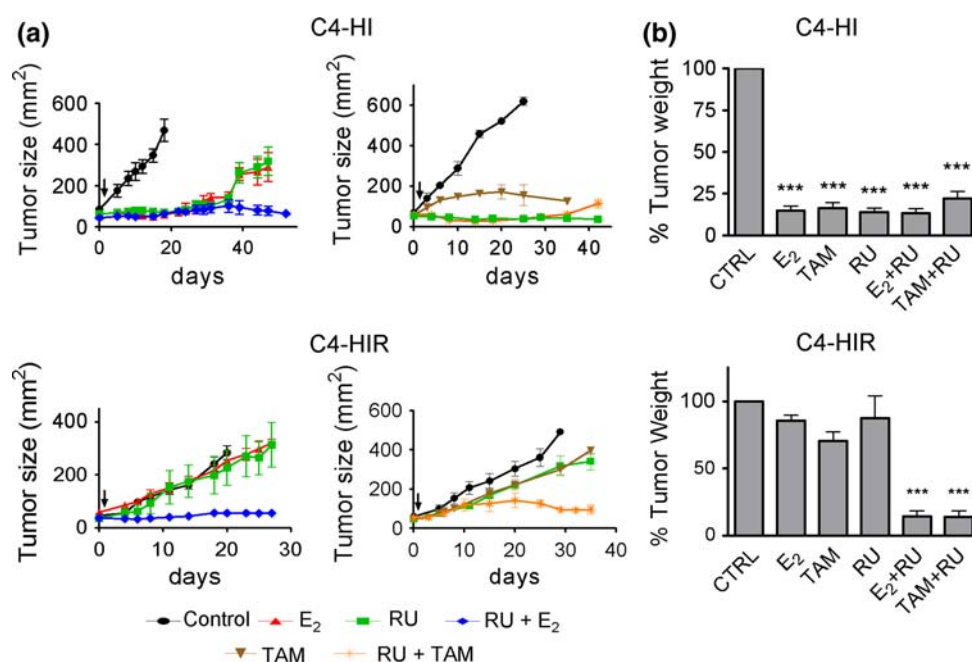 (a)
C4-HI
Tumor size (mm²)
600
400
200
0
0 20 40
days
Tumor size (mm²)
600
400
200
0
0 10 20 30 40
days
C4-HIR
Tumor size (mm²)
400
200
0
0 10 20 30
days
Tumor size (mm²)
600
400
200
0
0 10 20 30
days
Control E₂ RU RU + E₂
TAM RU + TAM
(b)
C4-HI
% Tumor weight
100
75
50
25
0
*** *** *** *** ***
CTRL E₂ TAM RU E₂+RU TAM+RU
C4-HIR
% Tumor Weight
100
50
0
*** ***
CTRL E₂ TAM RU E₂+RU TAM+RU